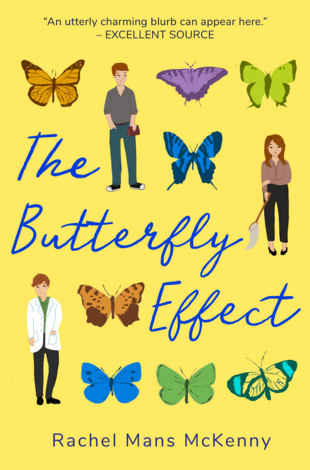 “An utterly charming blurb can appear here.”
– EXCELLENT SOURCE
The
Butterfly
Effect
Rachel Mans McKenny